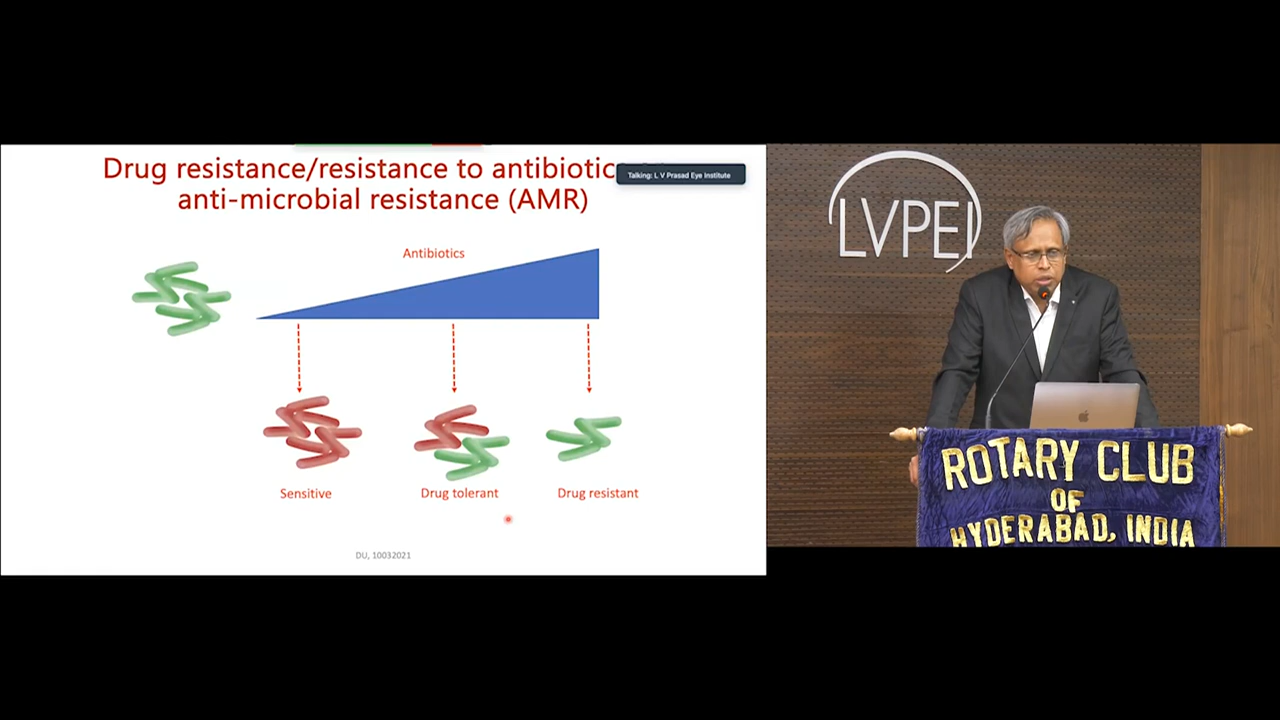 Drug resistance/resistance to antibiotic
anti-microbial resistance (AMR)
Talking: L V Prasad Eye Institute
Antibiotics
Sensitive
Drug tolerant
Drug resistant
DU, 10032021
LVPEI
ROTARY CLUB
OF
HYDERABAD, INDIA